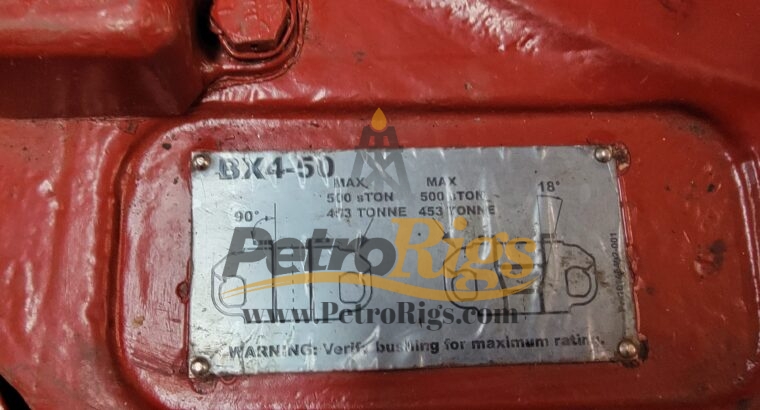 BX4-50
MAX MAX 18°
500 sTON 500 sTON
90° 453 TONNE 453 TONNE
PetroRigs
www.PetroRigs.com
WARNING: Verify bushing for maximum rating.